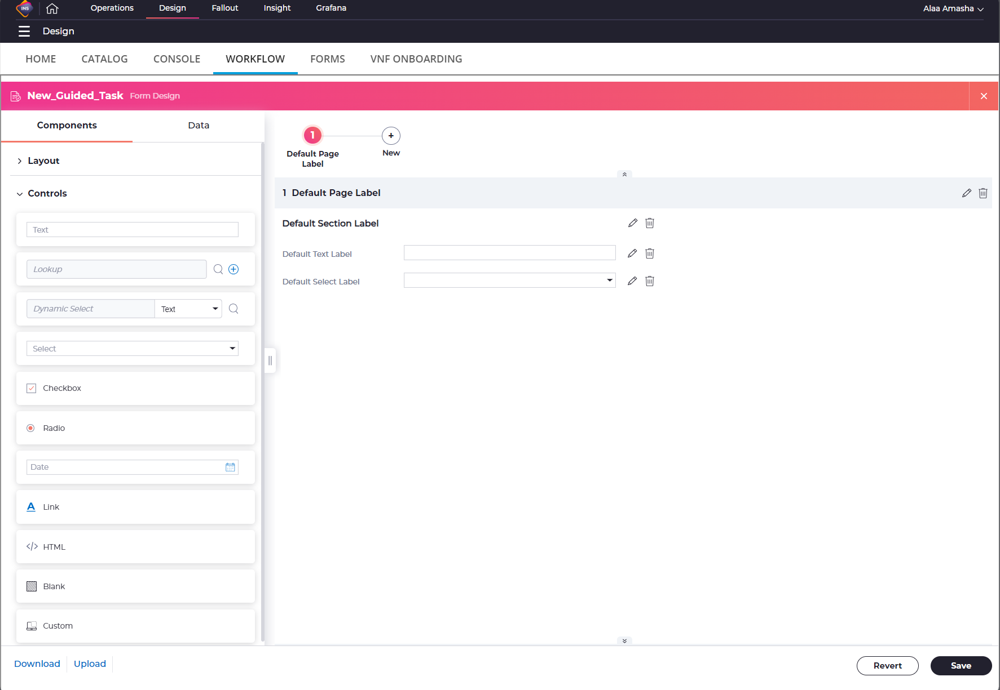 INS
Operations
Design
Fallout
Insight
Grafana
Alaa Amasha
Design
HOME
CATALOG
CONSOLE
WORKFLOW
FORMS
VNF ONBOARDING
New_Guided_Task Form Design
Components
Data
1
Default Page
Label
+
New
Layout
Controls
1 Default Page Label
Default Section Label
Text
Default Text Label
Lookup
Default Select Label
Dynamic Select
Text
Select
Checkbox
Radio
Date
A Link
</> HTML
Blank
Custom
Download
Upload
Revert
Save